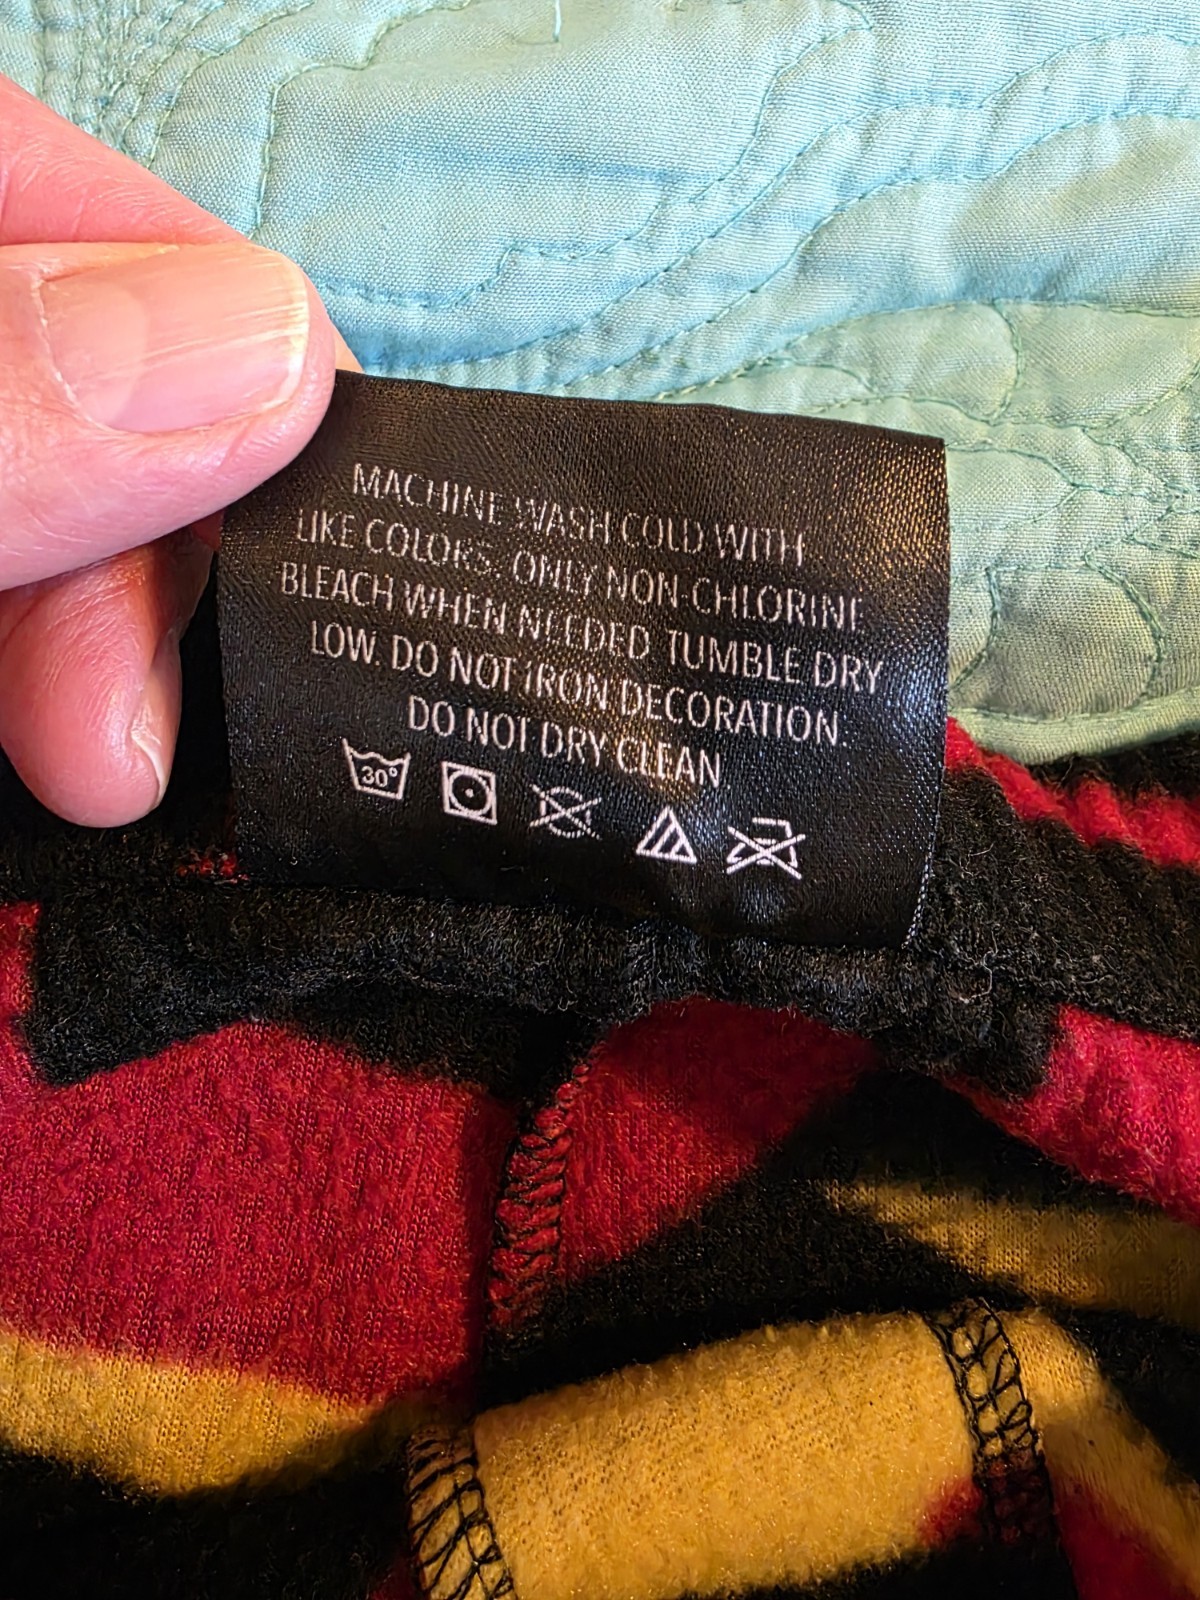 MACHINE WASH COLD WITH
LIKE COLORS. ONLY NON-CHLORINE
BLEACH WHEN NEEDED TUMBLE DRY
LOW. DO NOT IRON DECORATION.
DO NOT DRY CLEAN
30°